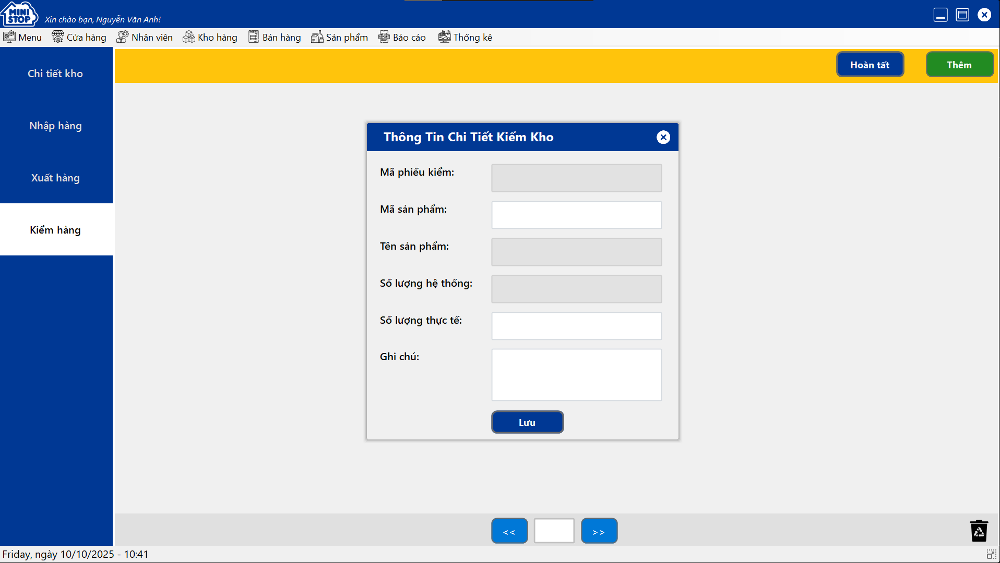 MINI
STOP
Xin chào bạn, Nguyễn Văn Anh!
Menu Cửa hàng Nhân viên Kho hàng Bán hàng Sản phẩm Báo cáo Thống kê
Hoàn tất Thêm
Chi tiết kho
Nhập hàng
Xuất hàng
Kiểm hàng
Thông Tin Chi Tiết Kiểm Kho
Mã phiếu kiểm:
Mã sản phẩm:
Tên sản phẩm:
Số lượng hệ thống:
Số lượng thực tế:
Ghi chú:
Lưu
<< >>
Friday, ngày 10/10/2025 - 10:41